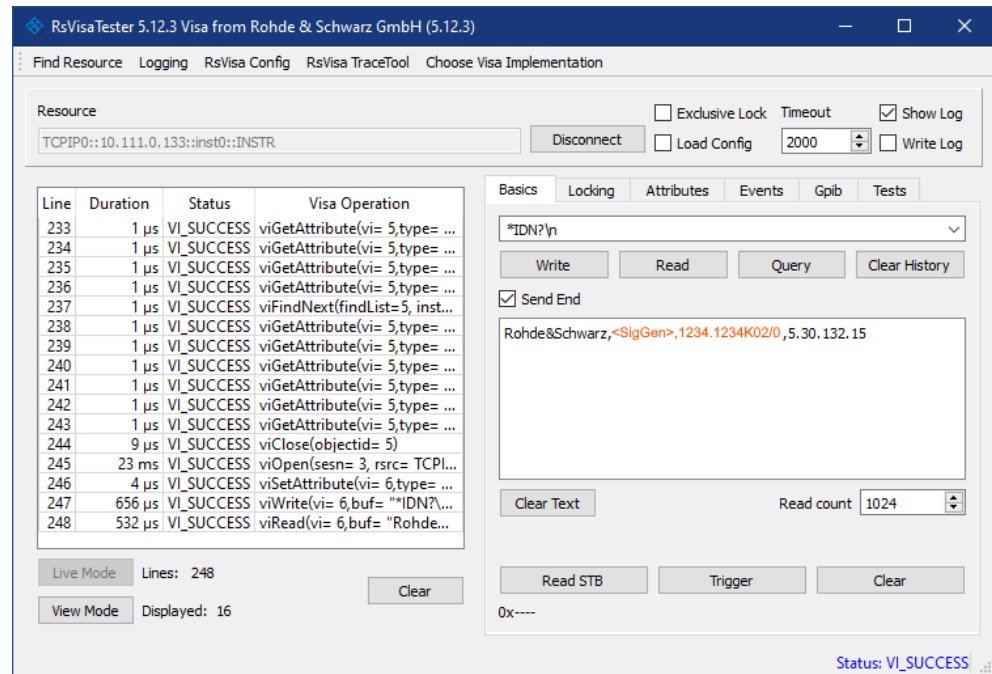 RsVisaTester 5.12.3 Visa from Rohde & Schwarz GmbH (5.12.3)
Find Resource Logging RsVisa Config RsVisa TraceTool Choose Visa Implementation
Resource
TCPIP0::10.111.0.133::inst0::INSTR
Disconnect
Exclusive Lock
Load Config
Timeout
2000
Show Log
Write Log
Line Duration Status Visa Operation
233 1 µs VI_SUCCESS viGetAttribute(vi= 5,type= ...
234 1 µs VI_SUCCESS viGetAttribute(vi= 5,type= ...
235 1 µs VI_SUCCESS viGetAttribute(vi= 5,type= ...
236 1 µs VI_SUCCESS viGetAttribute(vi= 5,type= ...
237 1 µs VI_SUCCESS viFindNext(findList=5, inst...
238 1 µs VI_SUCCESS viGetAttribute(vi= 5,type= ...
239 1 µs VI_SUCCESS viGetAttribute(vi= 5,type= ...
240 1 µs VI_SUCCESS viGetAttribute(vi= 5,type= ...
241 1 µs VI_SUCCESS viGetAttribute(vi= 5,type= ...
242 1 µs VI_SUCCESS viGetAttribute(vi= 5,type= ...
243 1 µs VI_SUCCESS viGetAttribute(vi= 5,type= ...
244 9 µs VI_SUCCESS viClose(objectid= 5)
245 23 ms VI_SUCCESS viOpen(sesn= 3, rsrc= TCPI...
246 4 µs VI_SUCCESS viSetAttribute(vi= 6,type= ...
247 656 µs VI_SUCCESS viWrite(vi= 6,buf= "*IDN?\...
248 532 µs VI_SUCCESS viRead(vi= 6,buf= "Rohde...
Live Mode Lines: 248
Clear
View Mode Displayed: 16
Basics Locking Attributes Events Gpib Tests
*IDN?\n
Write Read Query Clear History
Send End
Rohde&Schwarz,<SigGen>,1234.1234K02/0 ,5.30.132.15
Clear Text Read count 1024
Read STB Trigger Clear
0x----
Status: VI_SUCCESS